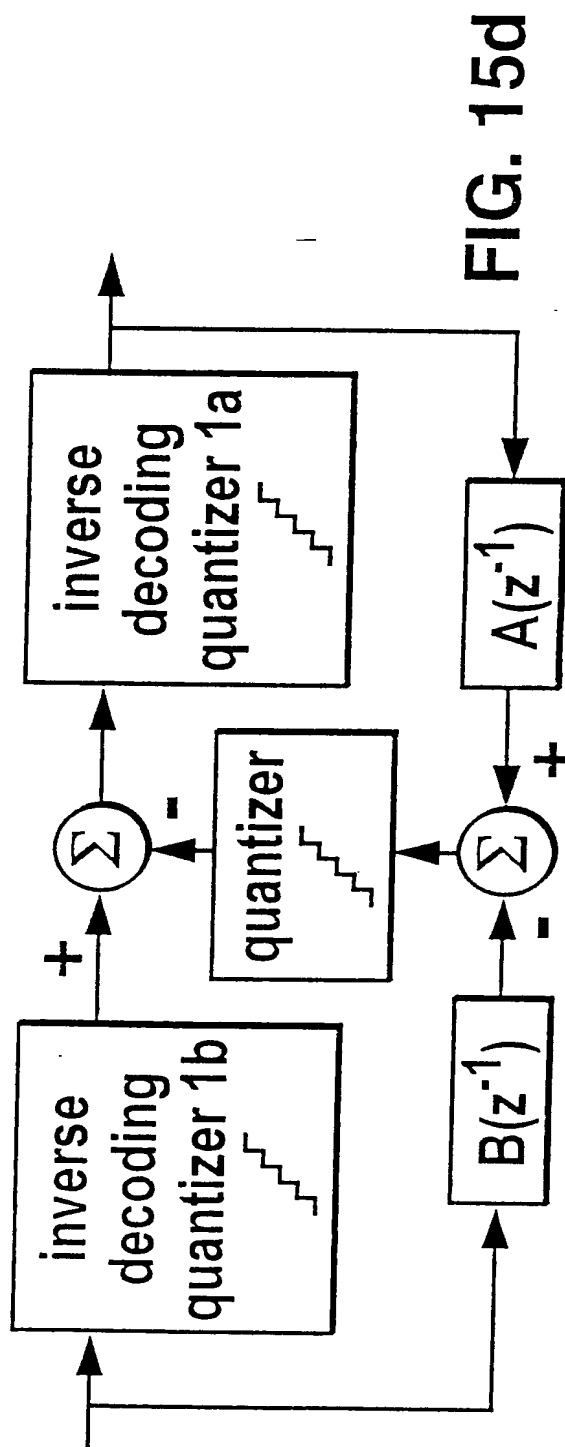 inverse
decoding
quantizer 1b
+
Σ
-
inverse
decoding
quantizer 1a
quantizer
B(z⁻¹)
-
Σ
+
A(z⁻¹)
FIG. 15d